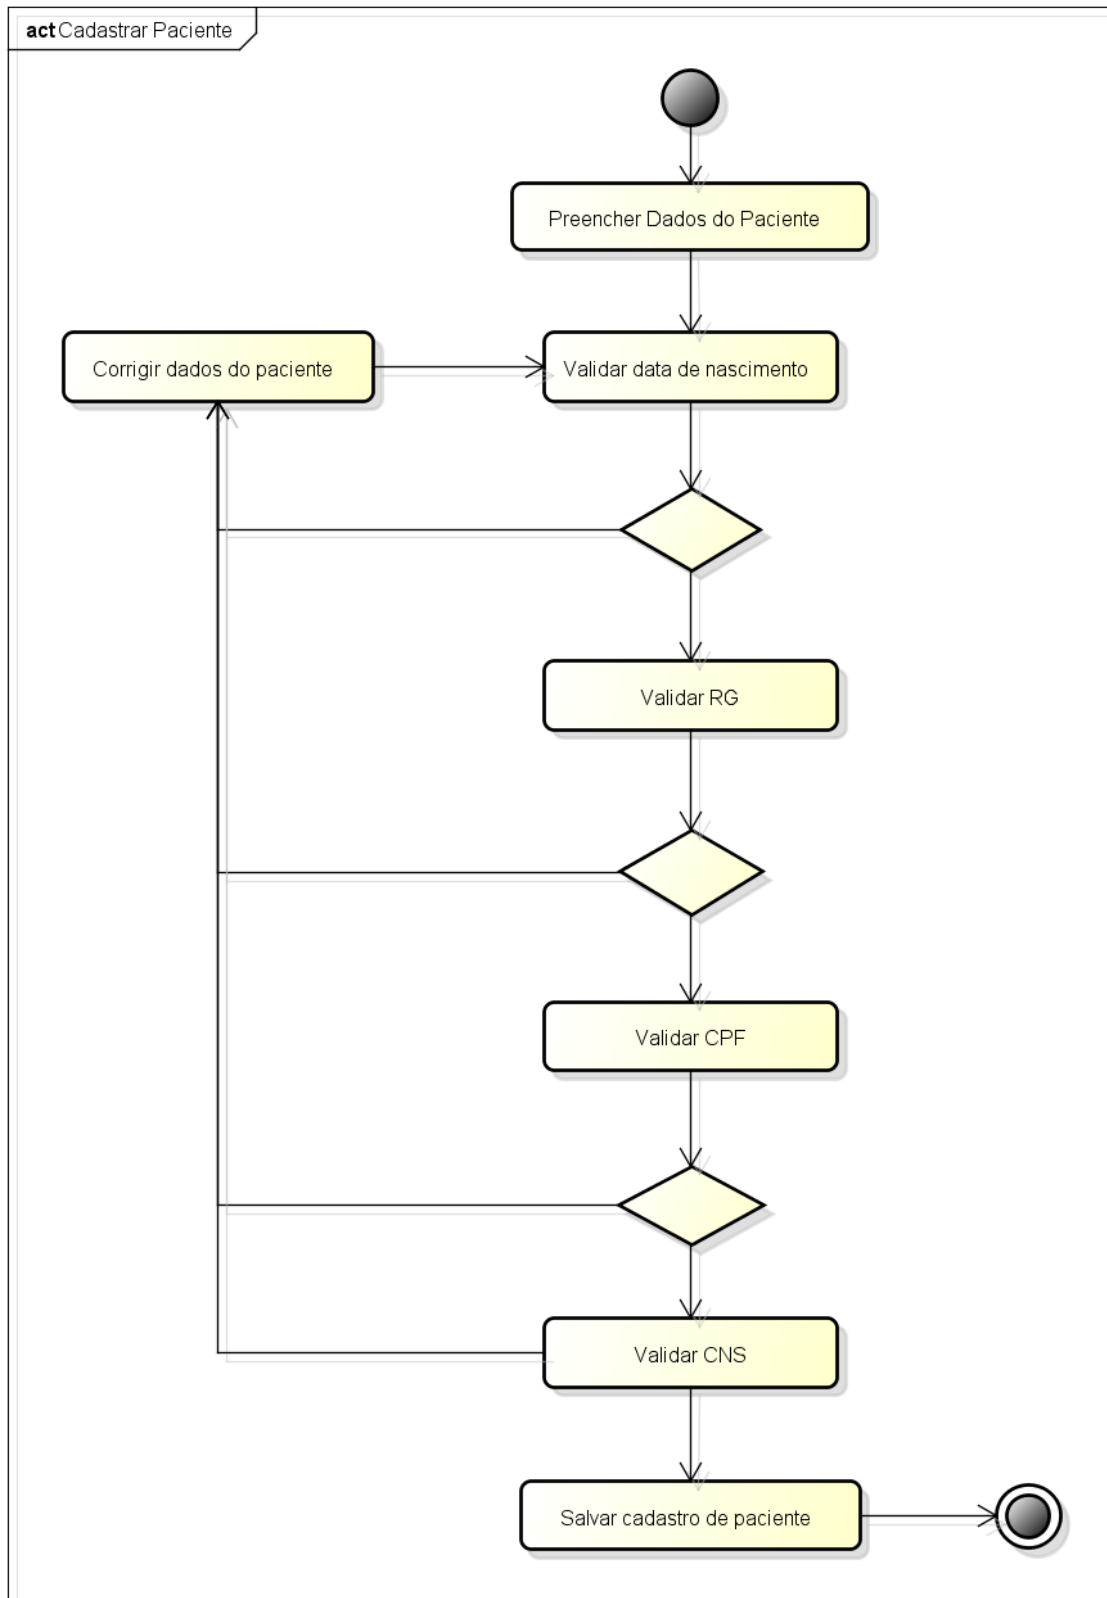 act Cadastrar Paciente
Preencher Dados do Paciente
Corrigir dados do paciente
Validar data de nascimento
Validar RG
Validar CPF
Validar CNS
Salvar cadastro de paciente